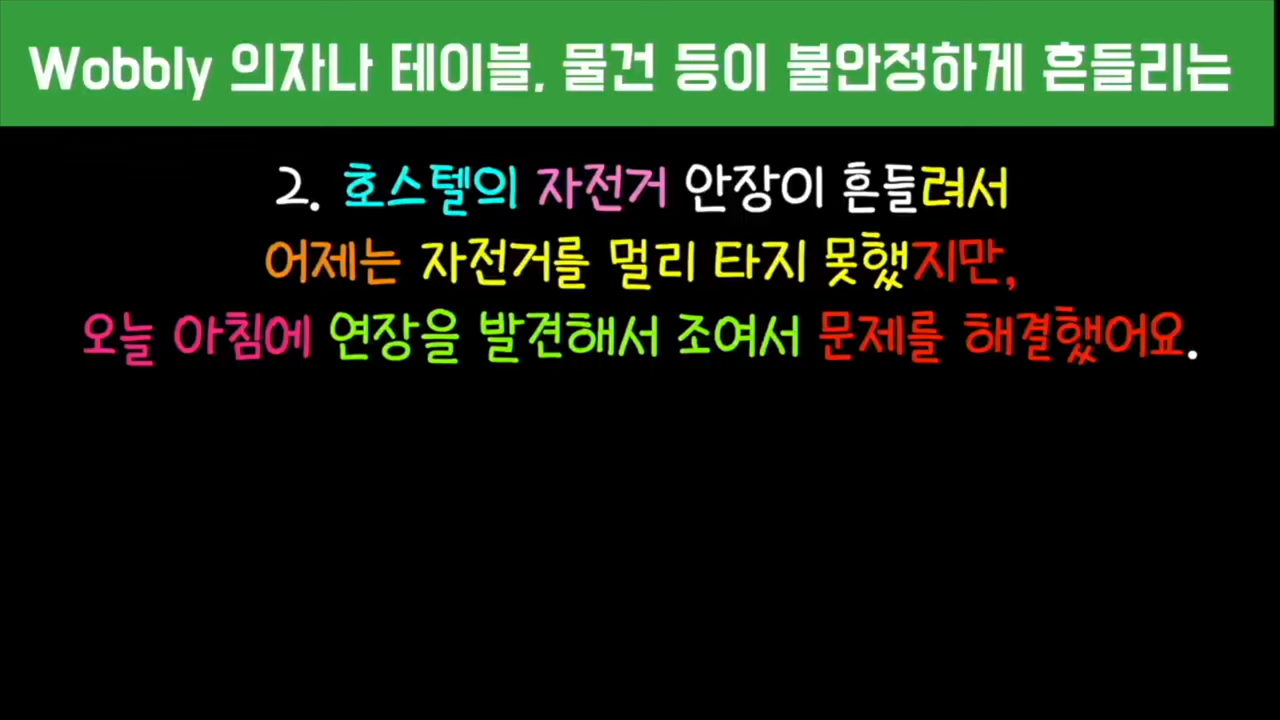 Wobbly 의자나 테이블, 물건 등이 불안정하게 흔들리는
2. 호스텔의 자전거 안장이 흔들려서
어제는 자전거를 멀리 타지 못했지만,
오늘 아침에 연장을 발견해서 조여서 문제를 해결했어요.